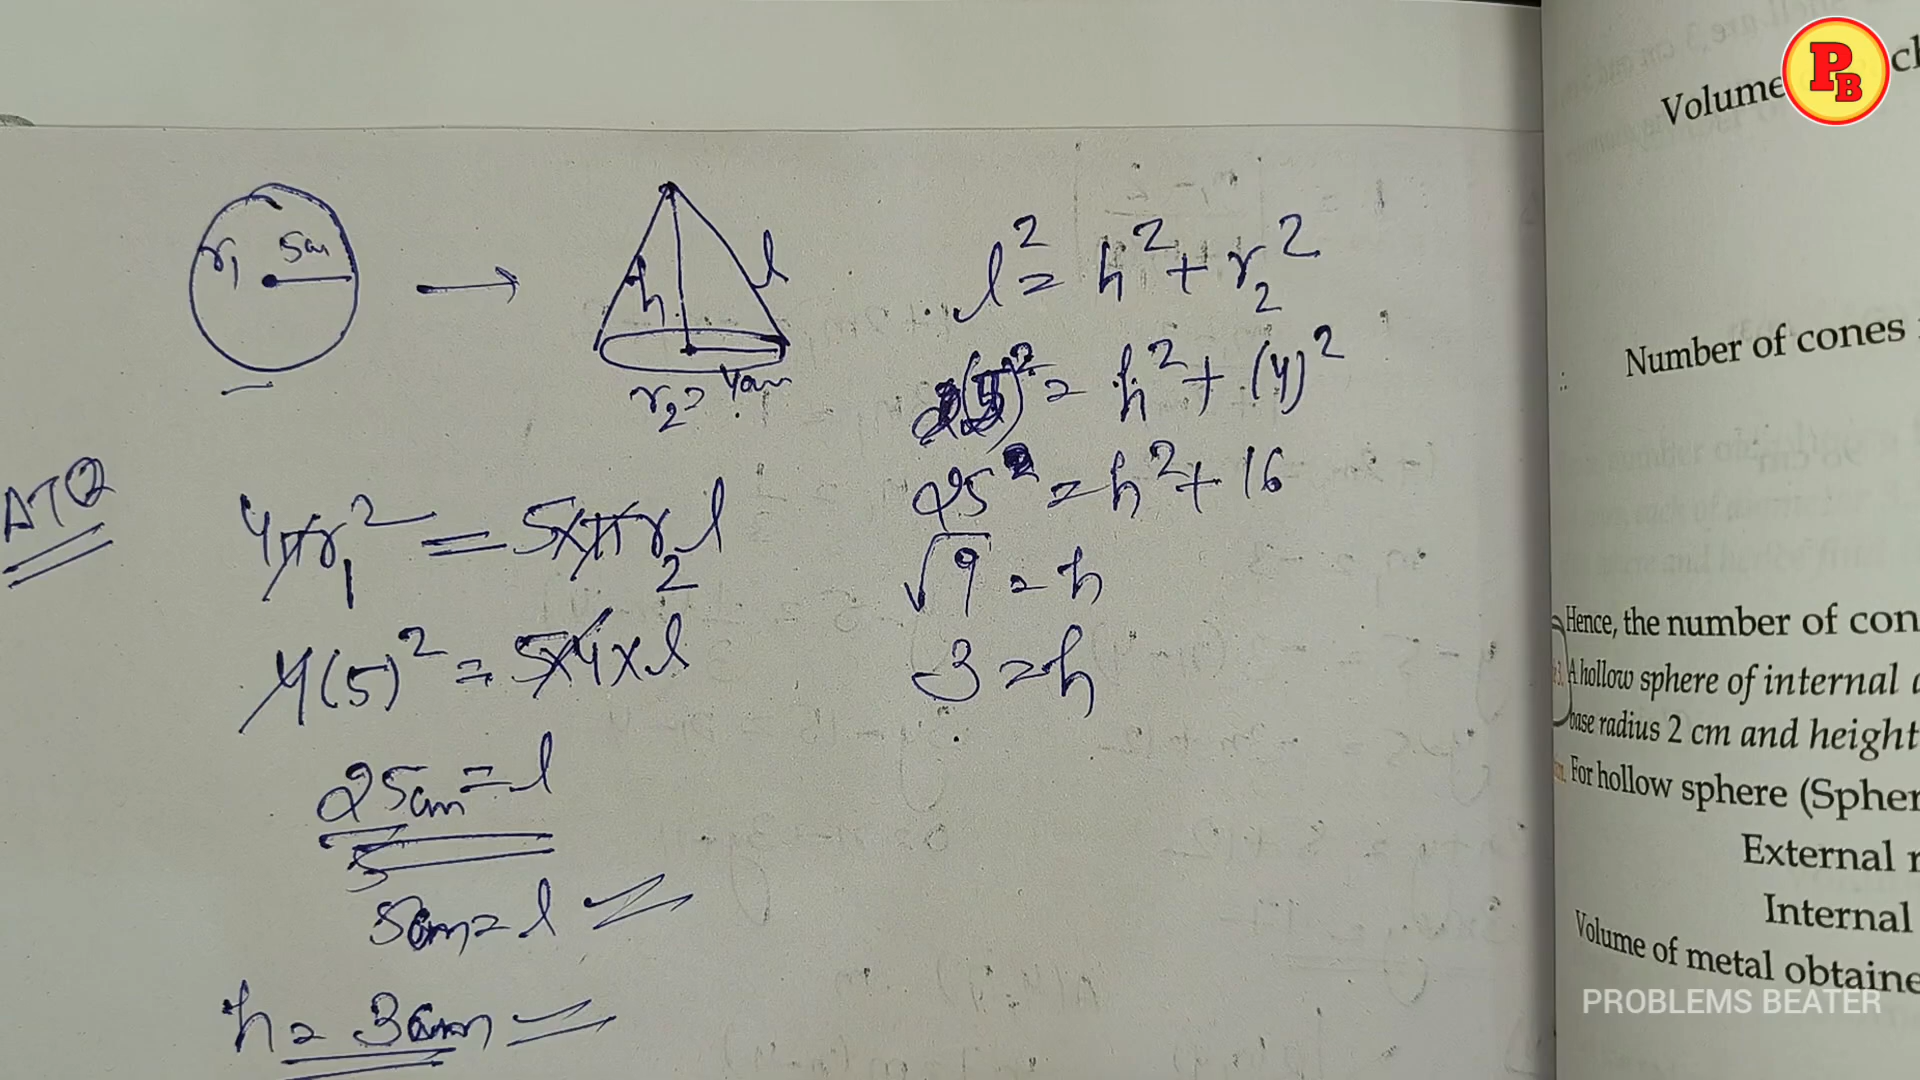 r₁ 5cm
h l
r₂ = 4cm
ATQ
4πr₁² = 5×πr₂l
4(5)² = 5×4×l
25cm = l
5
5cm = l
h = 3cm
l² = h² + r₂²
(5)² = h² + (4)²
25 = h² + 16
√9 = h
3 = h
PB
Volume
Number of cones
Hence, the number of con
A hollow sphere of internal
base radius 2 cm and height
For hollow sphere (Spher
External r
Internal
Volume of metal obtaine
PROBLEMS BEATER